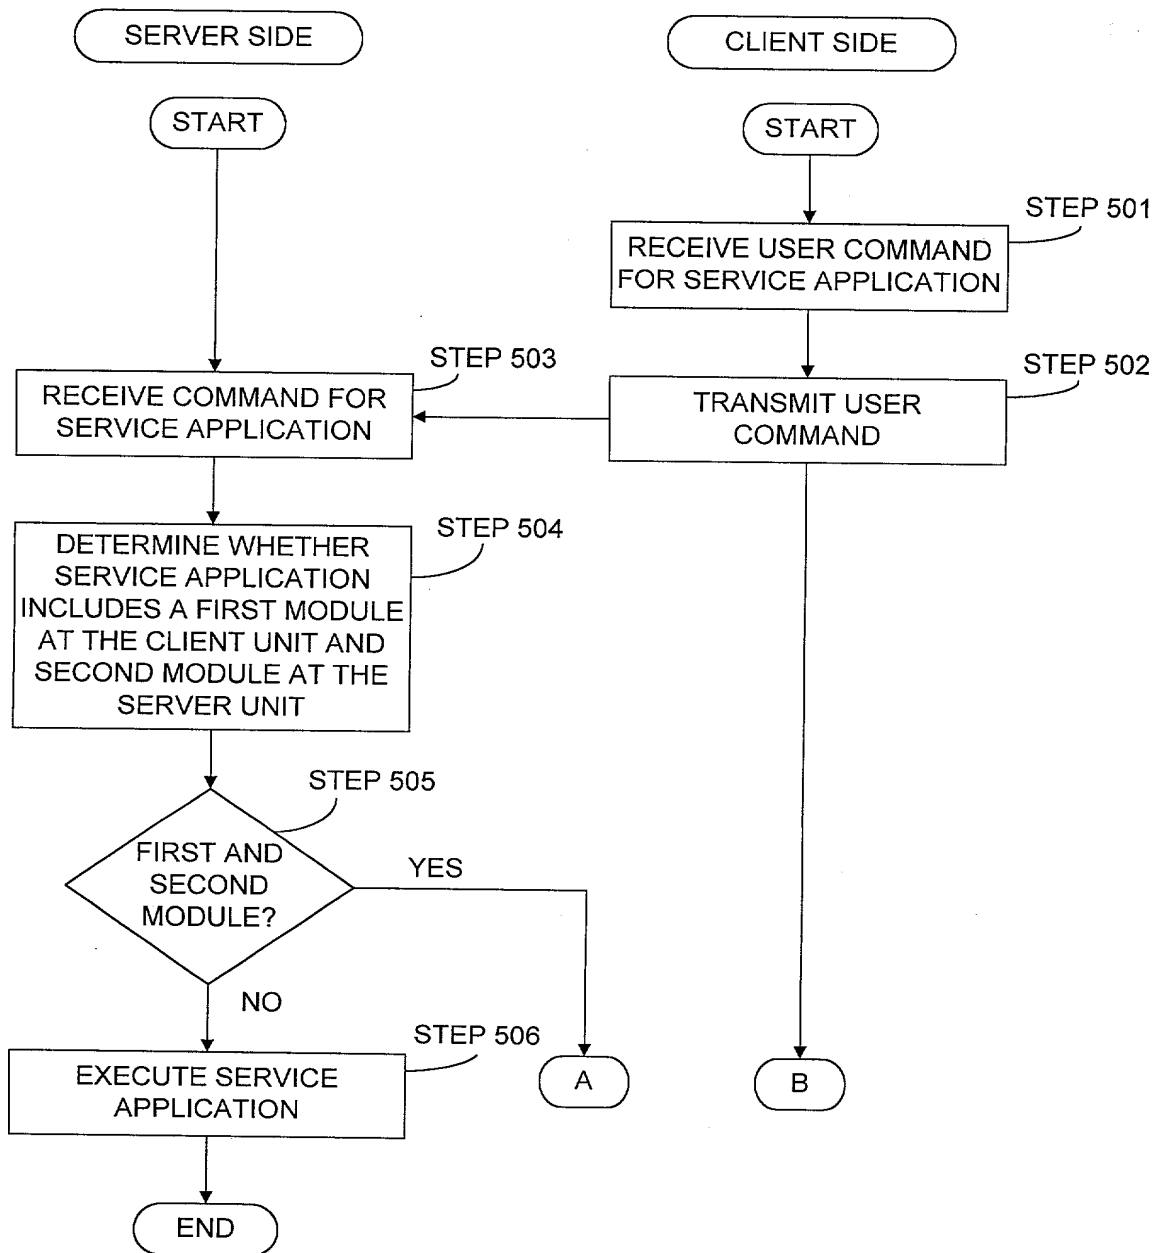 SERVER SIDE
CLIENT SIDE
START
START
STEP 501
RECEIVE USER COMMAND
FOR SERVICE APPLICATION
STEP 503
STEP 502
RECEIVE COMMAND FOR
SERVICE APPLICATION
TRANSMIT USER
COMMAND
STEP 504
DETERMINE WHETHER
SERVICE APPLICATION
INCLUDES A FIRST MODULE
AT THE CLIENT UNIT AND
SECOND MODULE AT THE
SERVER UNIT
STEP 505
FIRST AND
SECOND
MODULE?
YES
NO
STEP 506
EXECUTE SERVICE
APPLICATION
A
B
END